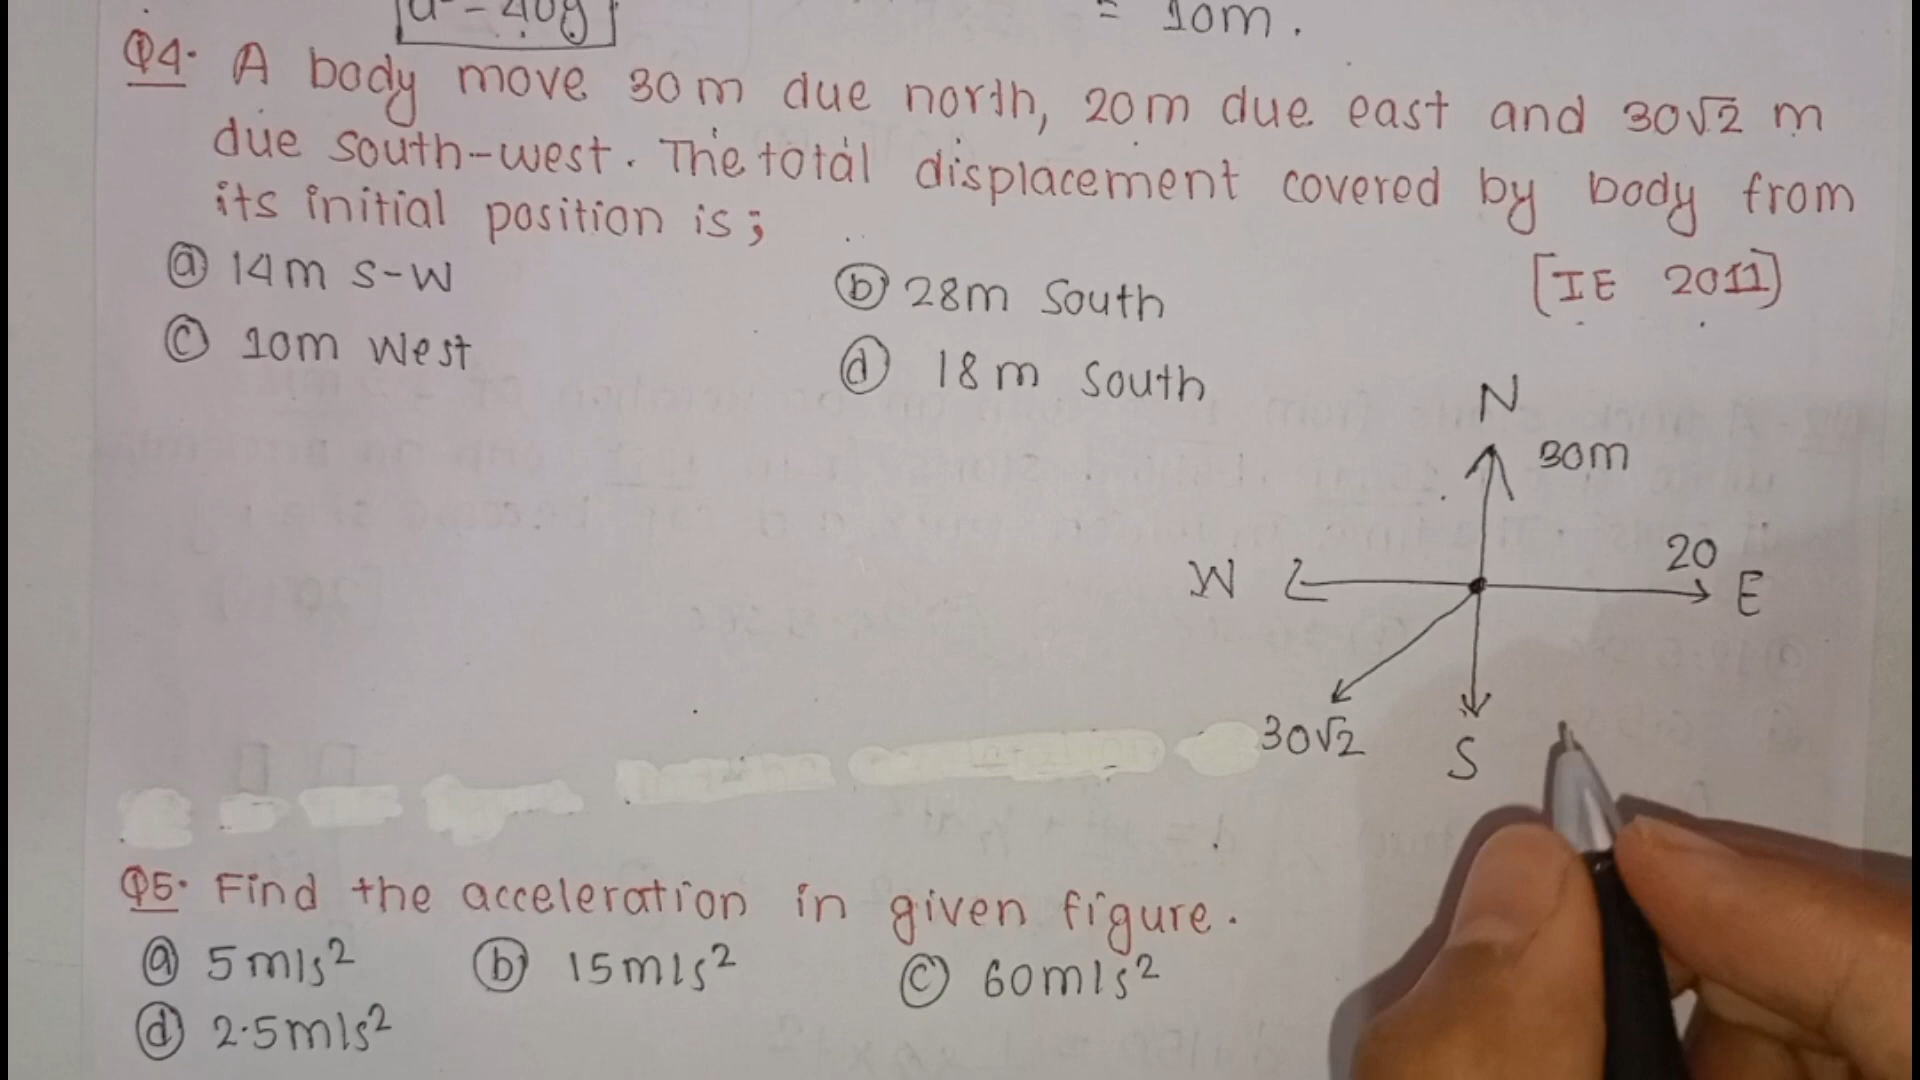 = 10m.
Q4. A body move 30m due north, 20m due east and 30√2 m
due south-west. The total displacement covered by body from
its initial position is;
[IE 2011]
ⓐ 14m S-W
ⓑ 28m South
ⓒ 10m West
ⓓ 18m South
N
30m
20
W
E
30√2
S
Q5. Find the acceleration in given figure.
ⓐ 5m/s² ⓑ 15m/s² ⓒ 60m/s²
ⓓ 2.5m/s²